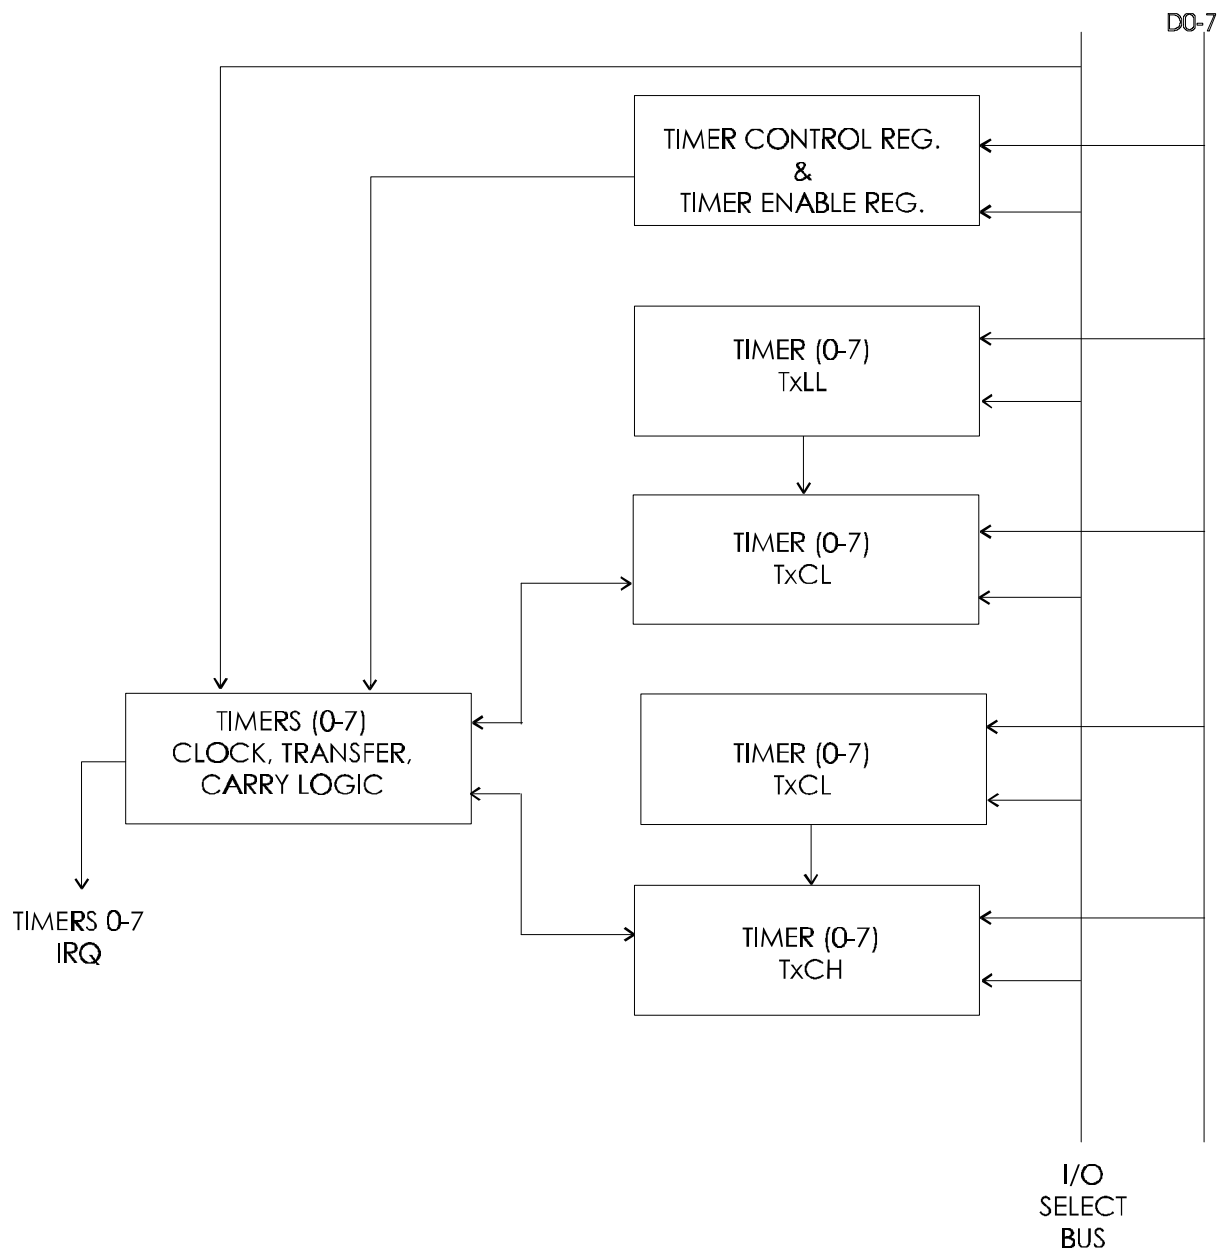 D0-7
TIMER CONTROL REG.
&
TIMER ENABLE REG.
TIMER (0-7)
TxLL
TIMER (0-7)
TxCL
TIMERS (0-7)
CLOCK, TRANSFER,
CARRY LOGIC
TIMER (0-7)
TxCL
TIMERS 0-7
IRQ
TIMER (0-7)
TxCH
I/O
SELECT
BUS